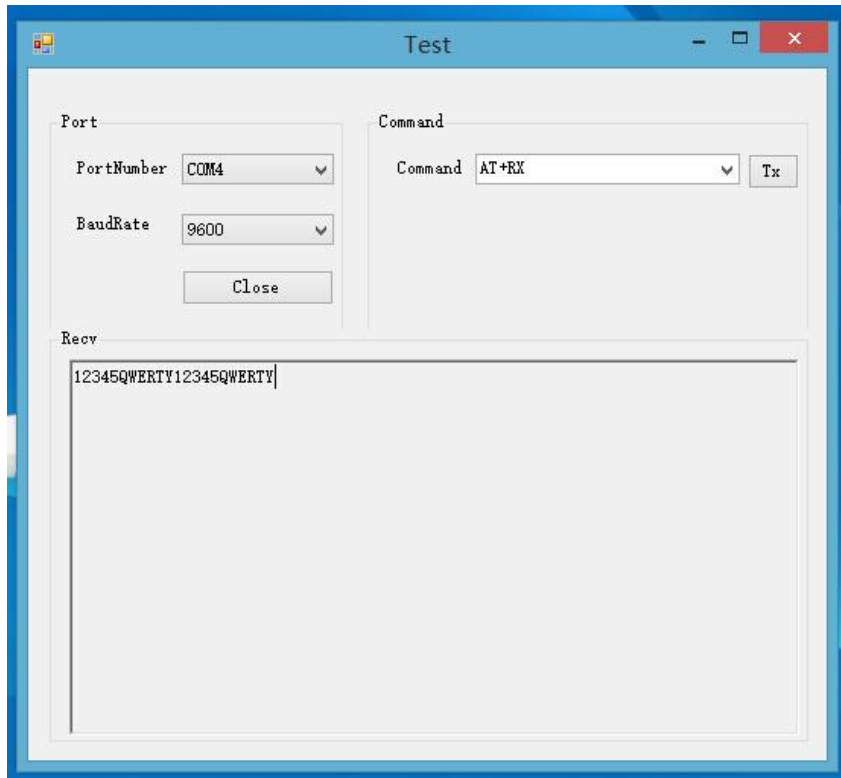 Test
Port
PortNumber COM4
BaudRate 9600
Close
Command
Command AT+RX Tx
Recv
12345QWERTY12345QWERTY